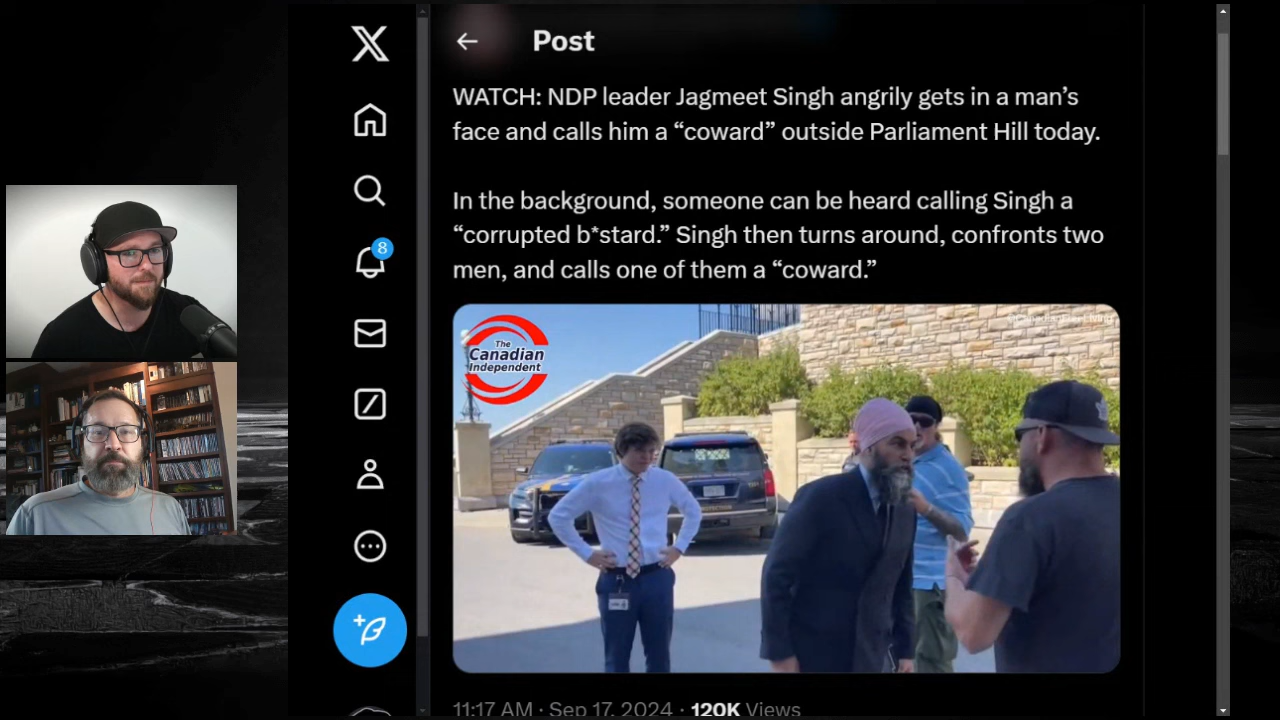 Post
WATCH: NDP leader Jagmeet Singh angrily gets in a man’s
face and calls him a “coward” outside Parliament Hill today.
In the background, someone can be heard calling Singh a
“corrupted b*stard.” Singh then turns around, confronts two
men, and calls one of them a “coward.”
8
The
Canadian
Independent
11:17 AM · Sep 17, 2024 · 120K Views